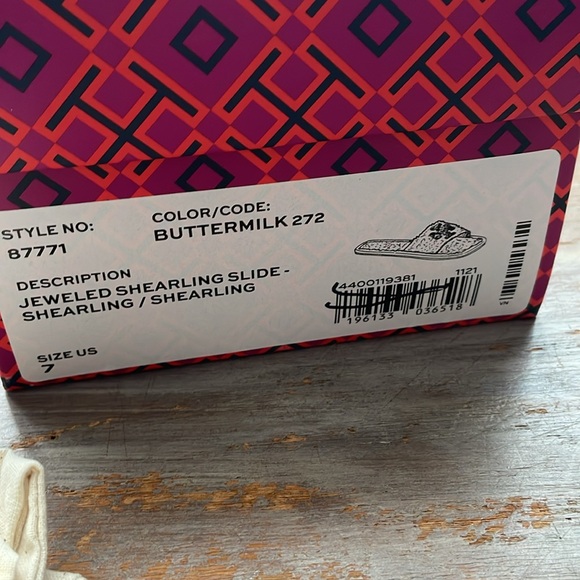 STYLE NO:
87771
COLOR/CODE:
BUTTERMILK 272
DESCRIPTION
JEWELED SHEARLING SLIDE -
SHEARLING / SHEARLING
SIZE US
7
4400119381 1121
196133 036518